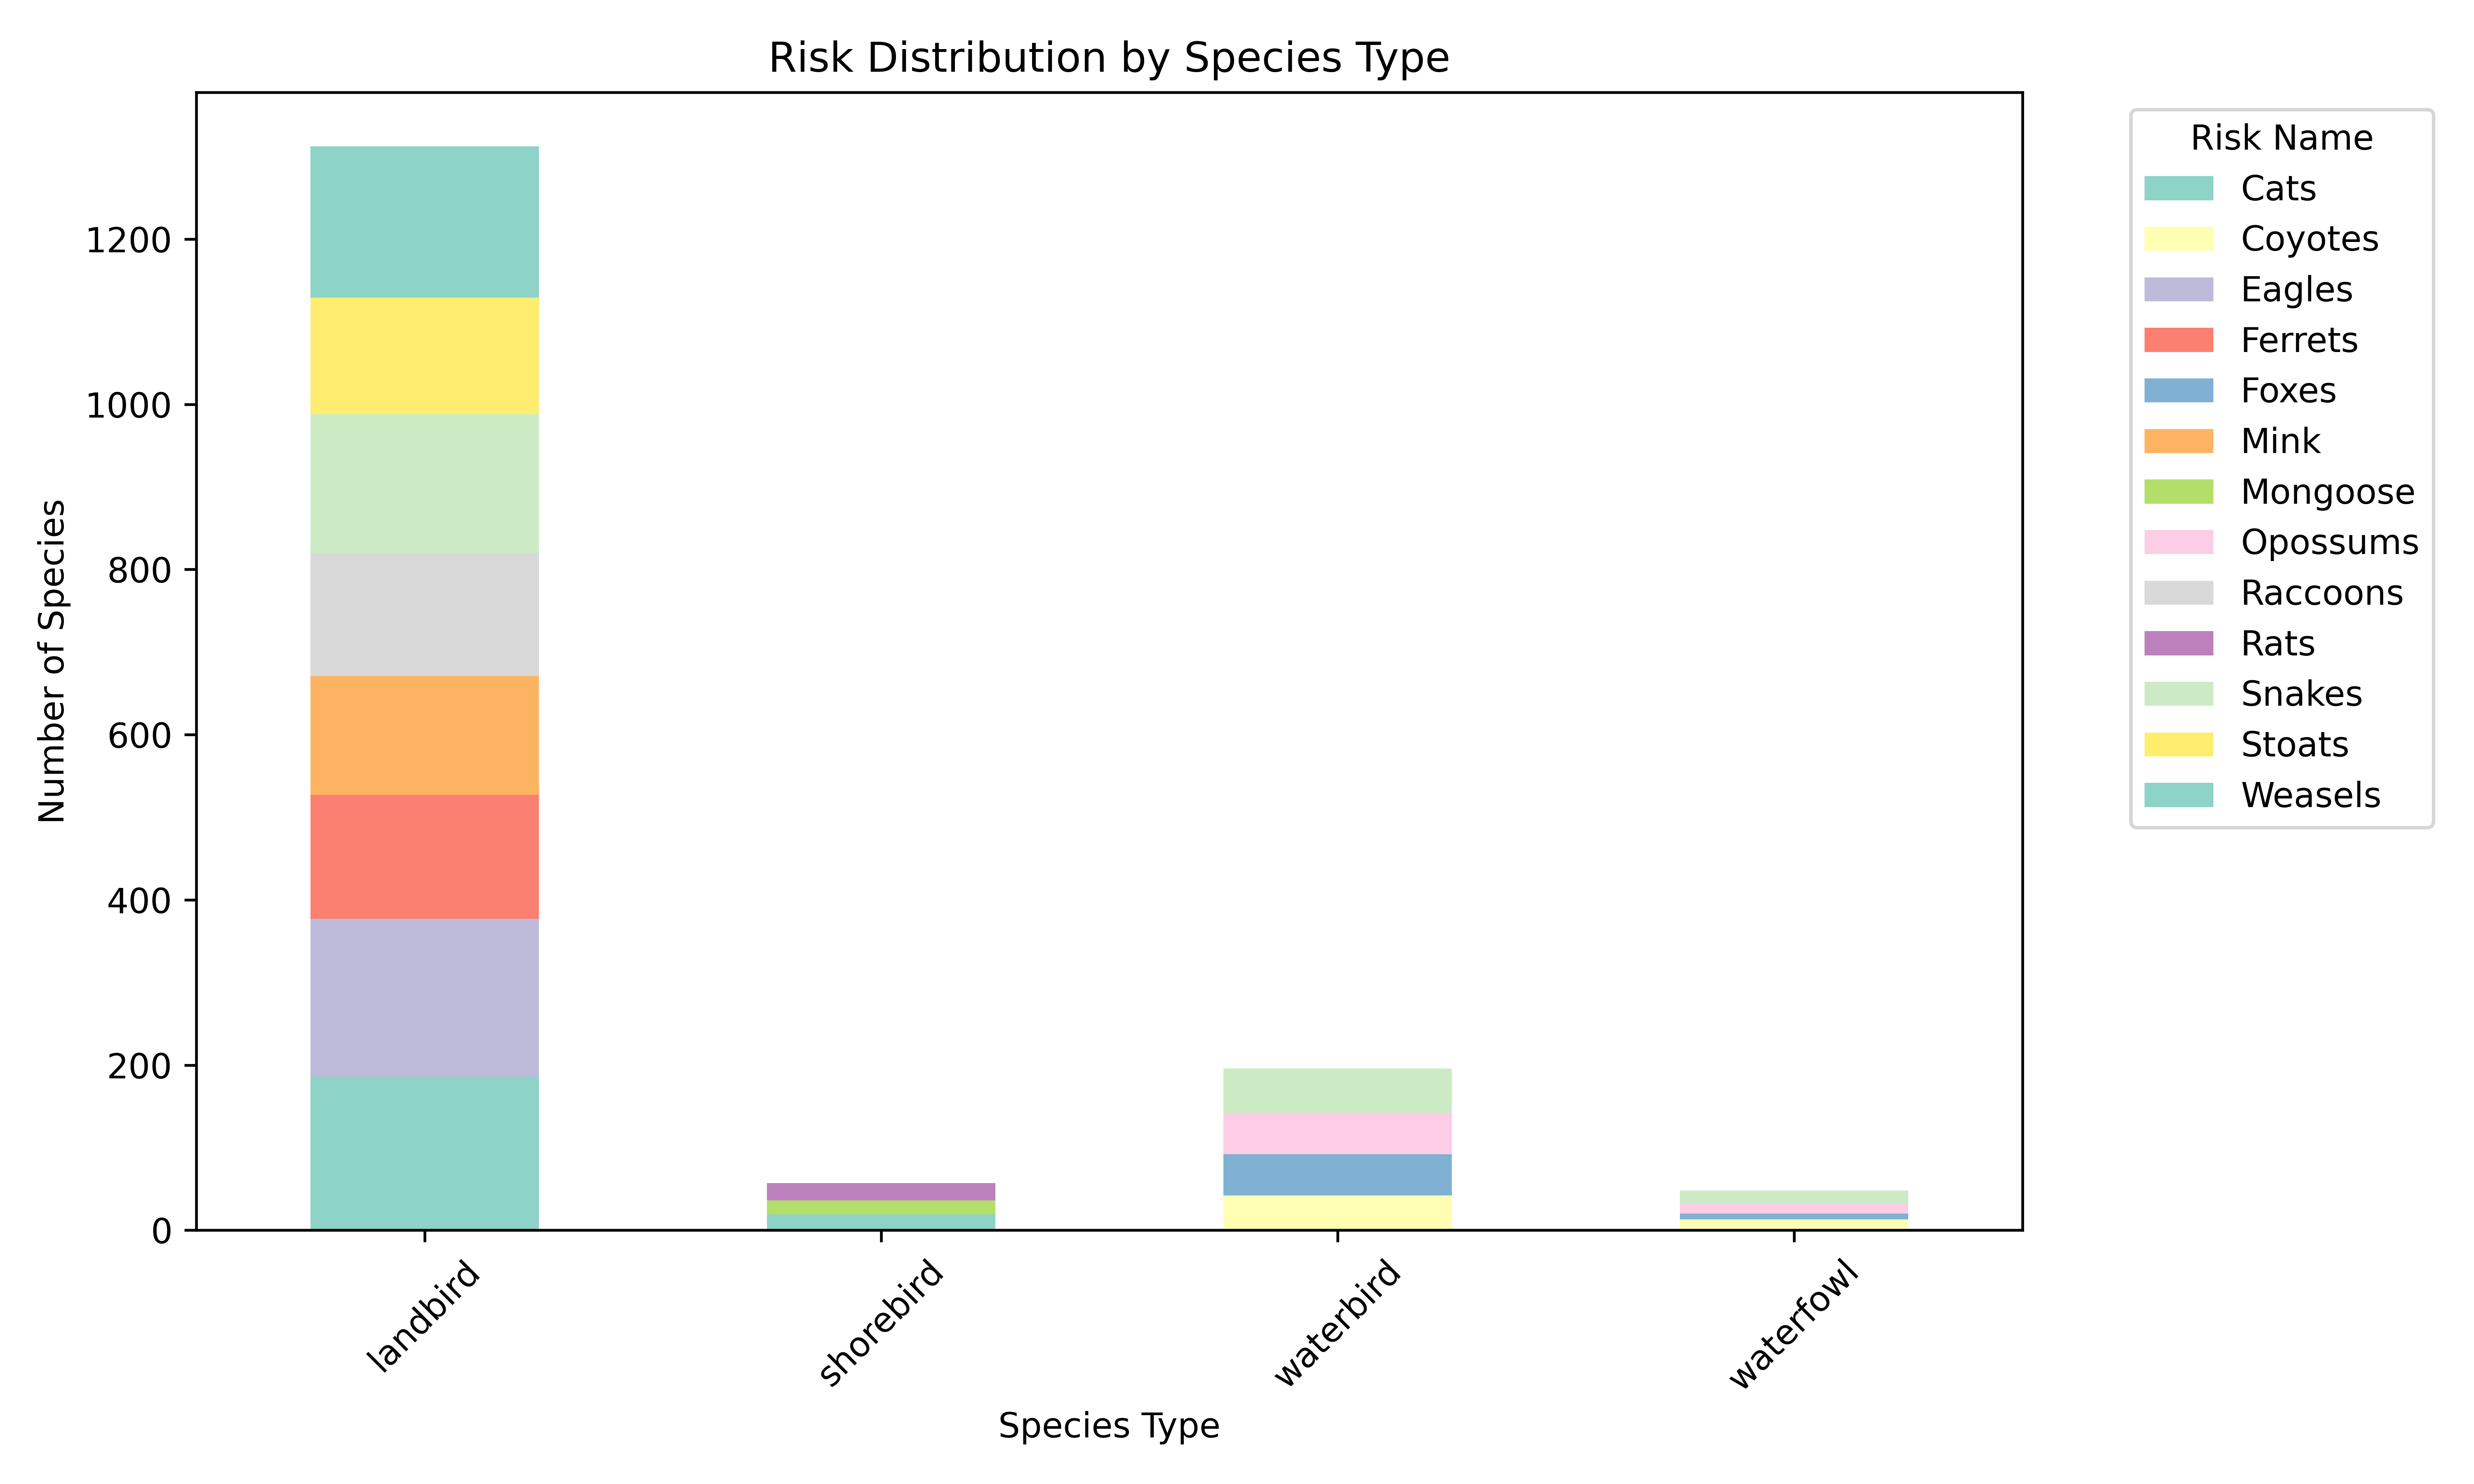 Risk Distribution by Species Type
Number of Species
1200
1000
800
600
400
200
0
landbird
shorebird
waterbird
waterfowl
Species Type
Risk Name
Cats
Coyotes
Eagles
Ferrets
Foxes
Mink
Mongoose
Opossums
Raccoons
Rats
Snakes
Stoats
Weasels